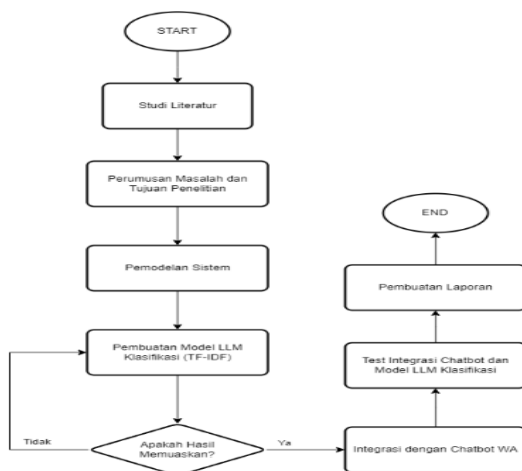 START
Studi Literatur
Perumusan Masalah dan
Tujuan Penelitian
Pemodelan Sistem
Pembuatan Model LLM
Klasifikasi (TF-IDF)
Apakah Hasil
Memuaskan?
Tidak
Ya
Integrasi dengan Chatbot WA
Test Integrasi Chatbot dan
Model LLM Klasifikasi
Pembuatan Laporan
END